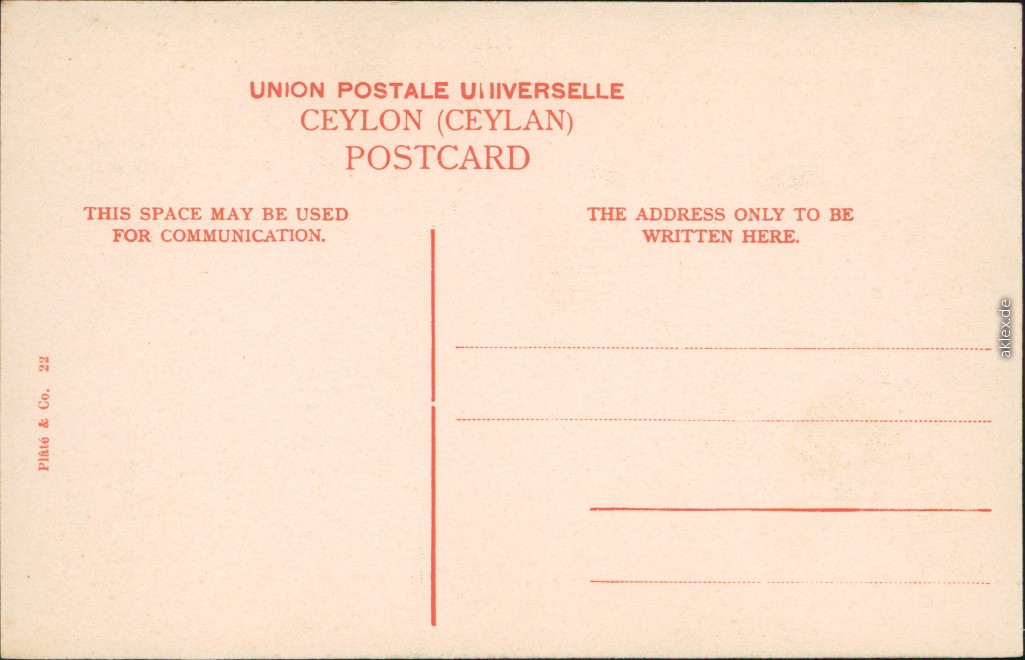 UNION POSTALE UNIVERSELLE
CEYLON (CEYLAN)
POSTCARD
THIS SPACE MAY BE USED
FOR COMMUNICATION.
THE ADDRESS ONLY TO BE
WRITTEN HERE.
Plâté & Co. 22
aklex.de